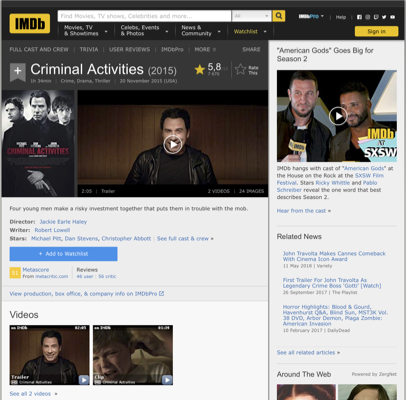 IMDb
Find Movies, TV shows, Celebrities and more...
All
IMDbPro
Help
Movies, TV
& Showtimes
Celebs, Events
& Photos
News &
Community
Watchlist
Sign in
FULL CAST AND CREW | TRIVIA | USER REVIEWS | IMDbPro | MORE
SHARE
Criminal Activities (2015)
5,8
Rate
This
1h 34min | Crime, Drama, Thriller | 20 November 2015 (USA)
CRIMINAL ACTIVITIES
2:05 | Trailer
2 VIDEOS | 24 IMAGES
Four young men make a risky investment together that puts them in trouble with the mob.
Director: Jackie Earle Haley
Writer: Robert Lowell
Stars: Michael Pitt, Dan Stevens, Christopher Abbott | See full cast & crew »
+ Add to Watchlist
Metascore
From metacritic.com
Reviews
46 user | 56 critic
View production, box office, & company info on IMDbPro
Videos
Trailer
Criminal Activities
Clip
Criminal Activities
See all 2 videos »
"American Gods" Goes Big for
Season 2
IMDb
AT
SXSW
IMDb hangs with cast of "American Gods" at
the House on the Rock at the SXSW Film
Festival. Stars Ricky Whittle and Pablo
Schreiber reveal the one word that best
describes Season 2.
Hear from the cast »
Related News
John Travolta Makes Cannes Comeback
With Cinema Icon Award
11 May 2018 | Variety
First Trailer For John Travolta As
Legendary Crime Boss 'Gotti' [Watch]
26 September 2017 | The Playlist
Horror Highlights: Blood & Gourd,
Havenhurst Q&A, Blind Sun, MST3K Vol.
38 DVD, Arbor Demon, Plaga Zombie:
American Invasion
10 February 2017 | DailyDead
See all related articles »
Around The Web
Powered by ZergNet